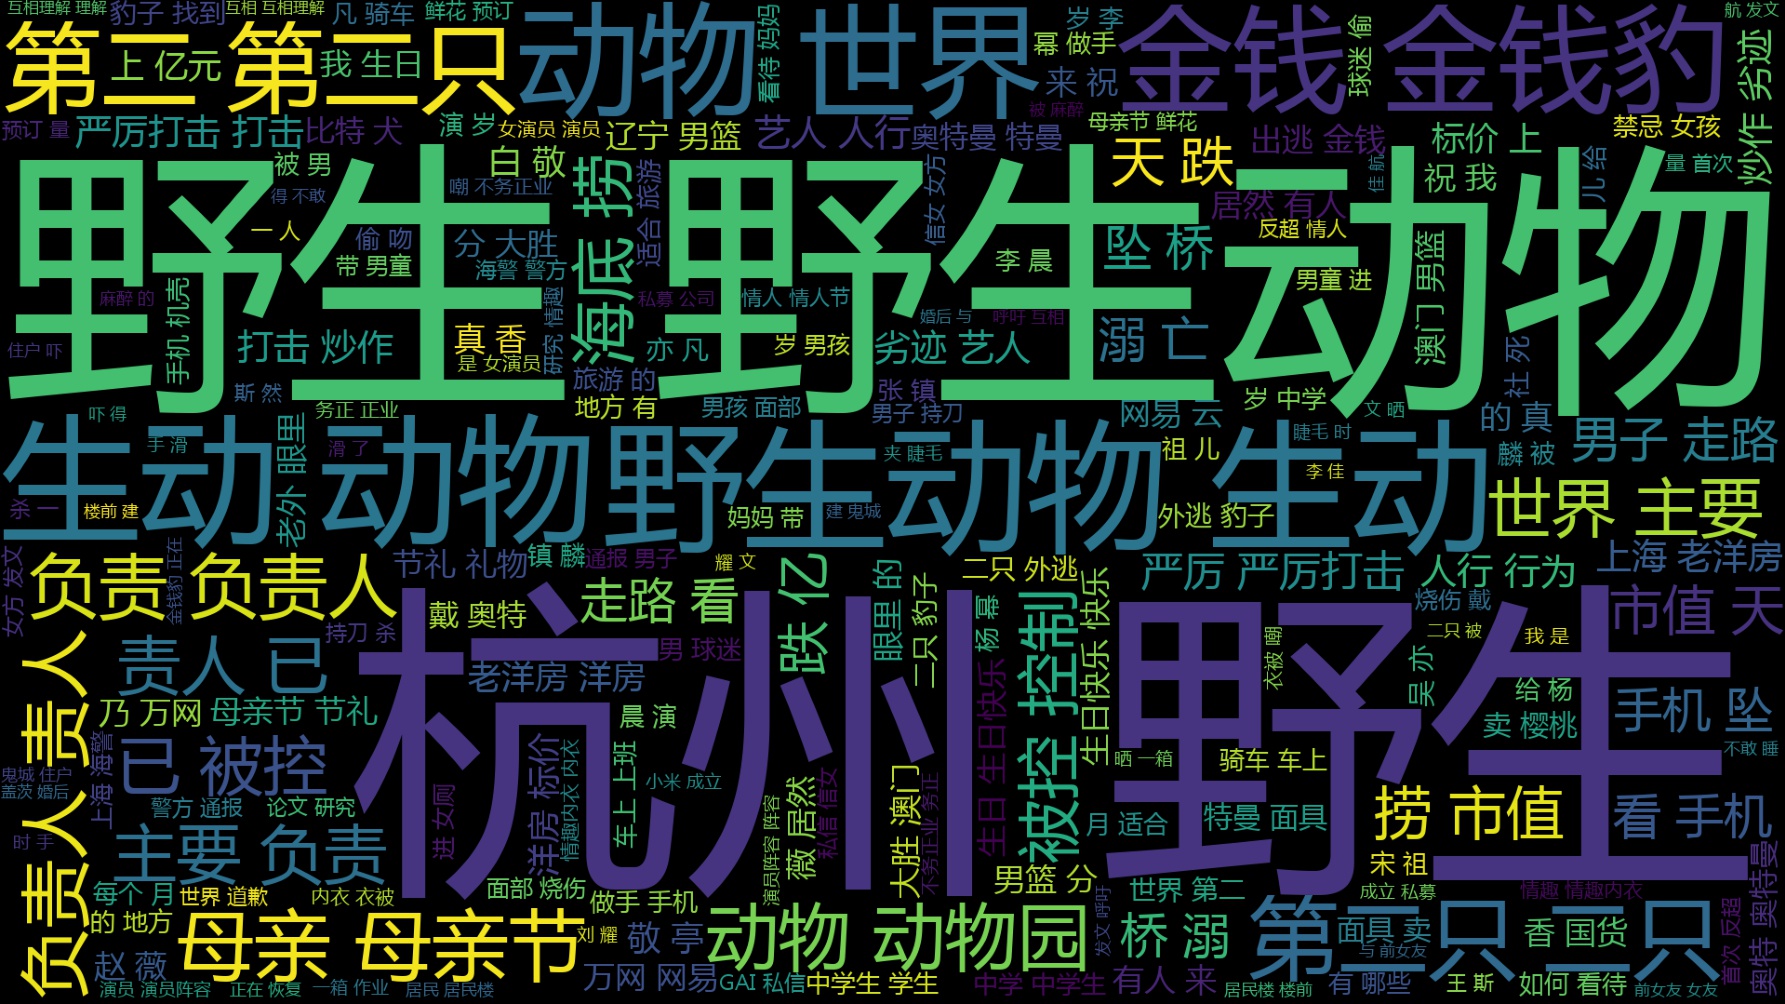 互相理解 理解
豹子 找到
互相 互相理解
凡 骑车
鲜花 预订
动物 世界
看待 妈妈
岁 李
幂 做手
来 祝
金钱 金钱豹
球迷 偷
航 发文
炒作 劣迹
第二 第二只
上 亿元
我 生日
被 麻醉
预订 量
严厉打击 打击
比特 犬
演 岁
女演员 演员
辽宁 男篮
艺人 人行
奥特曼 特曼
母亲节 鲜花
出逃 金钱
标价 上
禁忌 女孩
被 男
白 敬
得 不敢
嘲 不务正业
海底 捞
适合 旅游
信女 女方
天 跌
居然 有人
佳 航
祝 我
儿 给
量 首次
野生 野生动物
一 人
偷 吻
带 男童
分 大胜
海警 警方
李 晨
坠 桥
反超 情人
男童 进
澳门 男篮
麻醉 的
手机 机壳
情趣
研究
私募 公司
情人 情人节
婚后 与
呼吁 互相
溺 亡
住户 吓
打击 炒作
真 香
是 女演员
亦 凡
岁 男孩
劣迹 艺人
社 死
斯 然
务正 正业
旅游 的
地方 有
男孩 面部
张 镇
男子 持刀
网易 云
岁 中学
文 晒
的 真
吓 得
手 滑
滑 了
生动 动物
老外 眼里
野生动物 生动
夹 睫毛
祖 儿
睫毛 时
李 佳
麟 被
男子 走路
杀 一
楼前 建
妈妈 带
建 鬼城
外逃 豹子
世界 主要
女方 发文
金钱豹 正在
负责 负责人
节礼 礼物
镇 麟
通报 男子
耀 文
跌 亿
眼里 的
二只 外逃
二只 豹子
生日快乐 快乐
严厉 严厉打击
人行 行为
上海 老洋房
责人 已
持刀 杀
戴 奥特
走路 看
男 球迷
杨 幂
被控 控制
烧伤 戴
二只 被
我 是
市值 天
负责人 责人
杭州 野生
老洋房 洋房
生日 生日快乐
衣被 嘲
吴 亦
给 杨
乃 万网
母亲节 节礼
晨 演
卖 樱桃
手机 坠
不敢 睡
鬼城 住户
盖茨 婚后
上海 海警
已 被控
洋房 标价
情趣内衣 内衣
车上 上班
小米 成立
薇 居然
私信 信女
大胜 澳门
不务正业 务正
晒 一箱
骑车 车上
警方 通报
论文 研究
进 女厕
月 适合
特曼 面具
捞 市值
看 手机
时 手
主要 负责
演员阵容 阵容
男篮 分
宋 祖
每个 月
世界 道歉
内衣 衣被
面部 烧伤
做手 手机
世界 第二
成立 私募
情趣 情趣内衣
奥特 奥特曼
的 地方
母亲 母亲节
刘 耀
敬 亭
动物 动物园
发文 呼吁
桥 溺
第二只 二只
面具 卖
与 前女友
香 国货
首次 反超
赵 薇
万网 网易
GAI 私信
中学生 学生
中学 中学生
有人 来
有 哪些
王 斯
如何 看待
演员 演员阵容
正在 恢复
一箱 作业
居民 居民楼
居民楼 楼前
前女友 女友